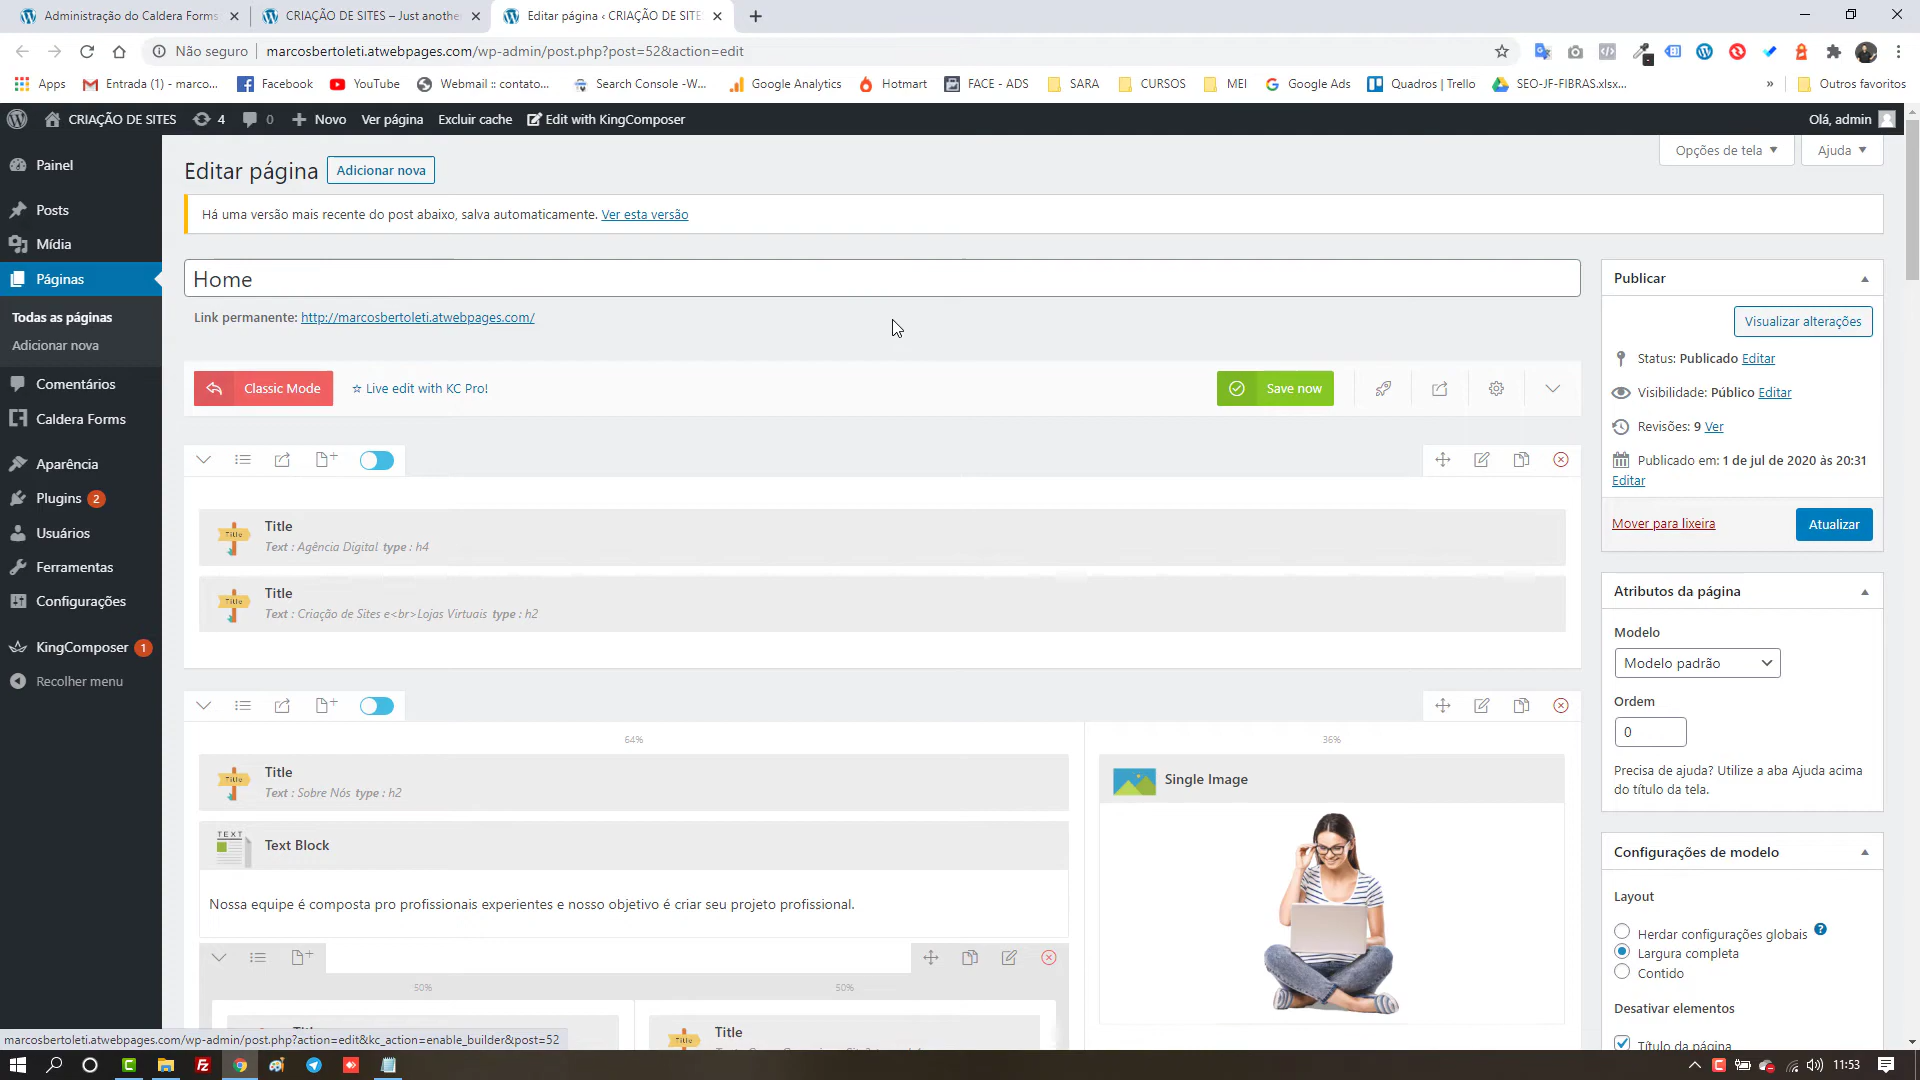 Administração do Caldera Forms
CRIAÇÃO DE SITES – Just anothe
Editar página ‹ CRIAÇÃO DE SITE
Não seguro
marcosbertoleti.atwebpages.com/wp-admin/post.php?post=52&action=edit
Apps
Entrada (1) - marco...
Facebook
YouTube
Webmail :: contato...
Search Console -W...
Google Analytics
Hotmart
FACE - ADS
SARA
CURSOS
MEI
Google Ads
Quadros | Trello
SEO-JF-FIBRAS.xlsx...
»
Outros favoritos
CRIAÇÃO DE SITES
4
0
Novo
Ver página
Excluir cache
Edit with KingComposer
Olá, admin
Painel
Posts
Mídia
Páginas
Todas as páginas
Adicionar nova
Comentários
Caldera Forms
Aparência
Plugins 2
Usuários
Ferramentas
Configurações
KingComposer 1
Recolher menu
Editar página
Adicionar nova
Opções de tela
Ajuda
Há uma versão mais recente do post abaixo, salva automaticamente. Ver esta versão
Home
Link permanente: http://marcosbertoleti.atwebpages.com/
Classic Mode
☆ Live edit with KC Pro!
Save now
Title
Text : Agência Digital type : h4
Title
Text : Criação de Sites e<br>Lojas Virtuais type : h2
64%
36%
Title
Text : Sobre Nós type : h2
Single Image
TEXT
Text Block
Nossa equipe é composta pro profissionais experientes e nosso objetivo é criar seu projeto profissional.
50%
50%
Title
Publicar
Visualizar alterações
Status: Publicado Editar
Visibilidade: Público Editar
Revisões: 9 Ver
Publicado em: 1 de jul de 2020 às 20:31
Editar
Mover para lixeira
Atualizar
Atributos da página
Modelo
Modelo padrão
Ordem
0
Precisa de ajuda? Utilize a aba Ajuda acima
do título da tela.
Configurações de modelo
Layout
Herdar configurações globais
Largura completa
Contido
Desativar elementos
Título da página
marcosbertoleti.atwebpages.com/wp-admin/post.php?action=edit&kc_action=enable_builder&post=52
11:53